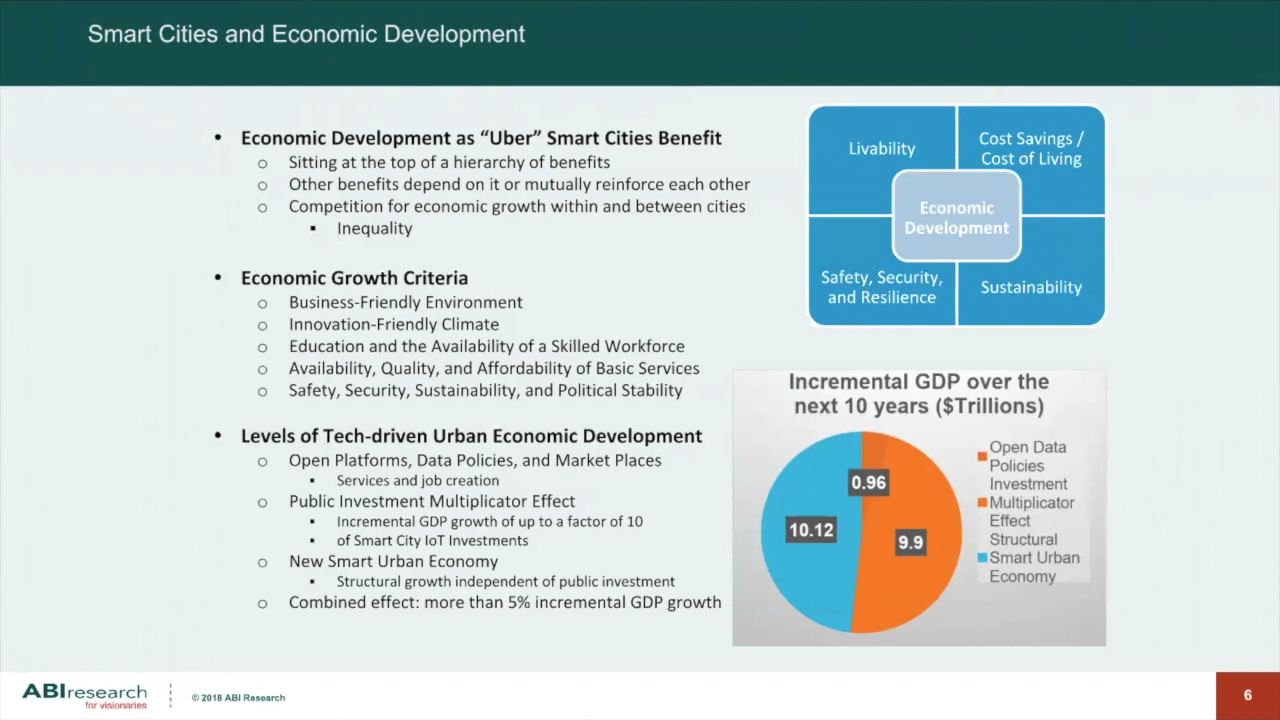 Smart Cities and Economic Development
• Economic Development as “Uber” Smart Cities Benefit
o Sitting at the top of a hierarchy of benefits
o Other benefits depend on it or mutually reinforce each other
o Competition for economic growth within and between cities
▪ Inequality
• Economic Growth Criteria
o Business-Friendly Environment
o Innovation-Friendly Climate
o Education and the Availability of a Skilled Workforce
o Availability, Quality, and Affordability of Basic Services
o Safety, Security, Sustainability, and Political Stability
• Levels of Tech-driven Urban Economic Development
o Open Platforms, Data Policies, and Market Places
▪ Services and job creation
o Public Investment Multiplicator Effect
▪ Incremental GDP growth of up to a factor of 10
▪ of Smart City IoT Investments
o New Smart Urban Economy
▪ Structural growth independent of public investment
o Combined effect: more than 5% incremental GDP growth
Livability
Cost Savings /
Cost of Living
Economic
Development
Safety, Security,
and Resilience
Sustainability
Incremental GDP over the
next 10 years ($Trillions)
0.96
10.12
9.9
Open Data
Policies
Investment
Multiplicator
Effect
Structural
Smart Urban
Economy
ABIresearch
for visionaries
© 2018 ABI Research
6